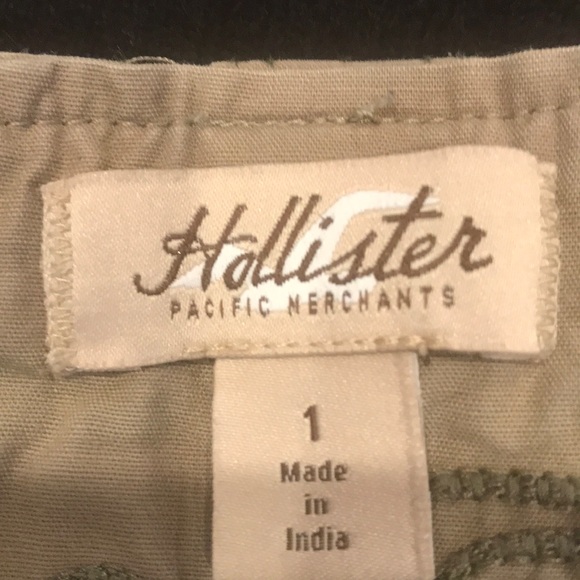 Hollister
PACIFIC MERCHANTS
1
Made
in
India